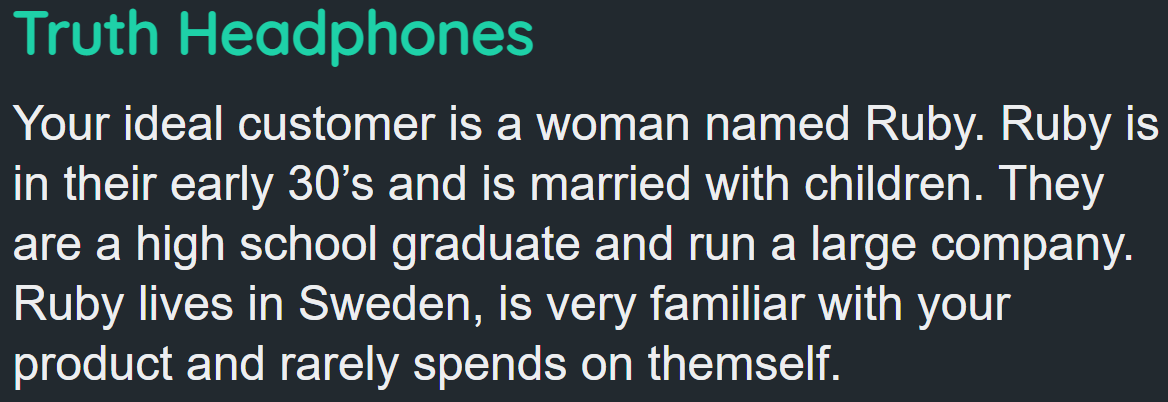 Truth Headphones
Your ideal customer is a woman named Ruby. Ruby is
in their early 30’s and is married with children. They
are a high school graduate and run a large company.
Ruby lives in Sweden, is very familiar with your
product and rarely spends on themself.